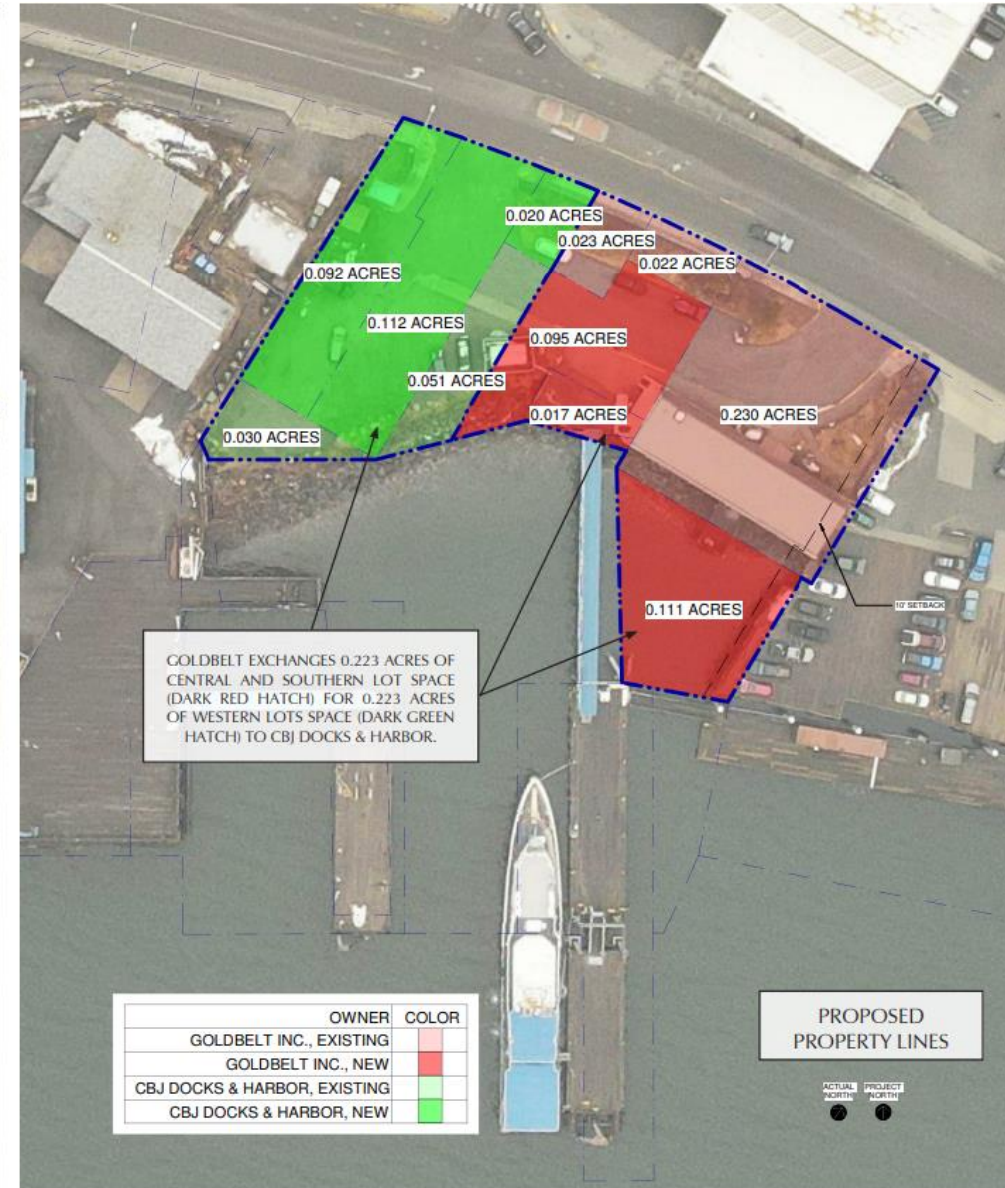 0.020 ACRES
0.023 ACRES
0.022 ACRES
0.092 ACRES
0.112 ACRES
0.095 ACRES
0.051 ACRES
0.017 ACRES
0.230 ACRES
0.030 ACRES
0.111 ACRES
10' SETBACK
GOLDBELT EXCHANGES 0.223 ACRES OF
CENTRAL AND SOUTHERN LOT SPACE
(DARK RED HATCH) FOR 0.223 ACRES
OF WESTERN LOTS SPACE (DARK GREEN
HATCH) TO CBJ DOCKS & HARBOR.
OWNER COLOR
GOLDBELT INC., EXISTING
GOLDBELT INC., NEW
CBJ DOCKS & HARBOR, EXISTING
CBJ DOCKS & HARBOR, NEW
PROPOSED
PROPERTY LINES
ACTUAL NORTH
PROJECT NORTH